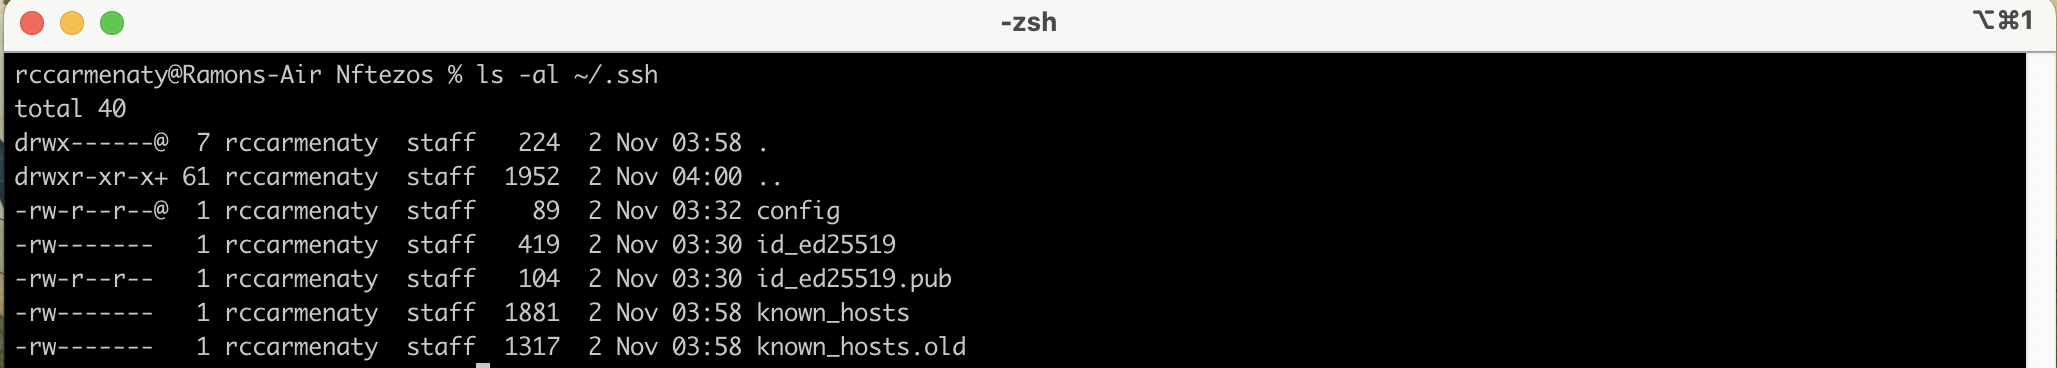 -zsh
⌥⌘1
rccarmenaty@Ramons-Air Nftezos % ls -al ~/.ssh
total 40
drwx------@  7 rccarmenaty  staff   224  2 Nov 03:58 .
drwxr-xr-x+ 61 rccarmenaty  staff  1952  2 Nov 04:00 ..
-rw-r--r--@  1 rccarmenaty  staff    89  2 Nov 03:32 config
-rw-------   1 rccarmenaty  staff   419  2 Nov 03:30 id_ed25519
-rw-r--r--   1 rccarmenaty  staff   104  2 Nov 03:30 id_ed25519.pub
-rw-------   1 rccarmenaty  staff  1881  2 Nov 03:58 known_hosts
-rw-------   1 rccarmenaty  staff  1317  2 Nov 03:58 known_hosts.old